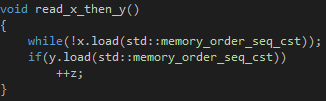 void read_x_then_y()
{
    while(!x.load(std::memory_order_seq_cst));
    if(y.load(std::memory_order_seq_cst))
        ++z;
}